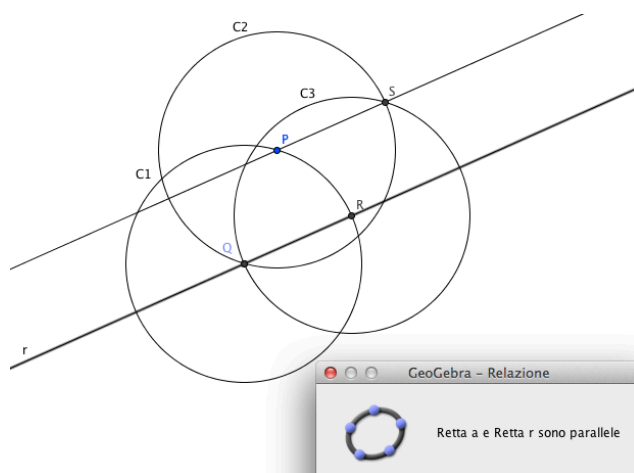 C2
C3
S
P
C1
R
Q
r
GeoGebra – Relazione
Retta a e Retta r sono parallele